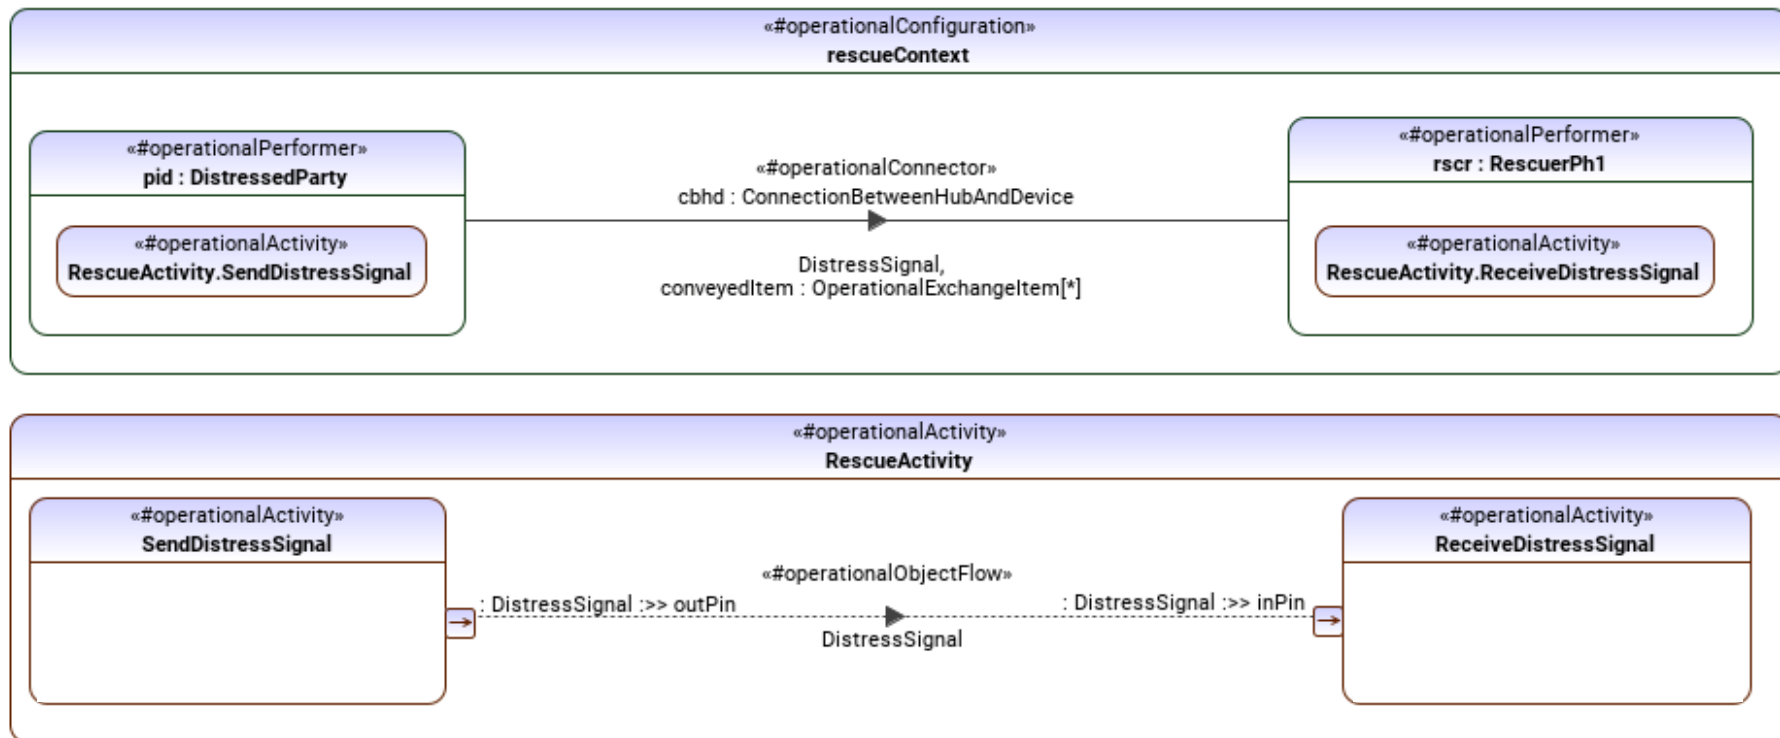 «#operationalConfiguration»
rescueContext
«#operationalPerformer»
pid : DistressedParty
«#operationalActivity»
RescueActivity.SendDistressSignal
«#operationalConnector»
cbhd : ConnectionBetweenHubAndDevice
DistressSignal,
conveyedItem : OperationalExchangeItem[*]
«#operationalPerformer»
rscr : RescuerPh1
«#operationalActivity»
RescueActivity.ReceiveDistressSignal
«#operationalActivity»
RescueActivity
«#operationalActivity»
SendDistressSignal
: DistressSignal :>> outPin
«#operationalObjectFlow»
DistressSignal
: DistressSignal :>> inPin
«#operationalActivity»
ReceiveDistressSignal